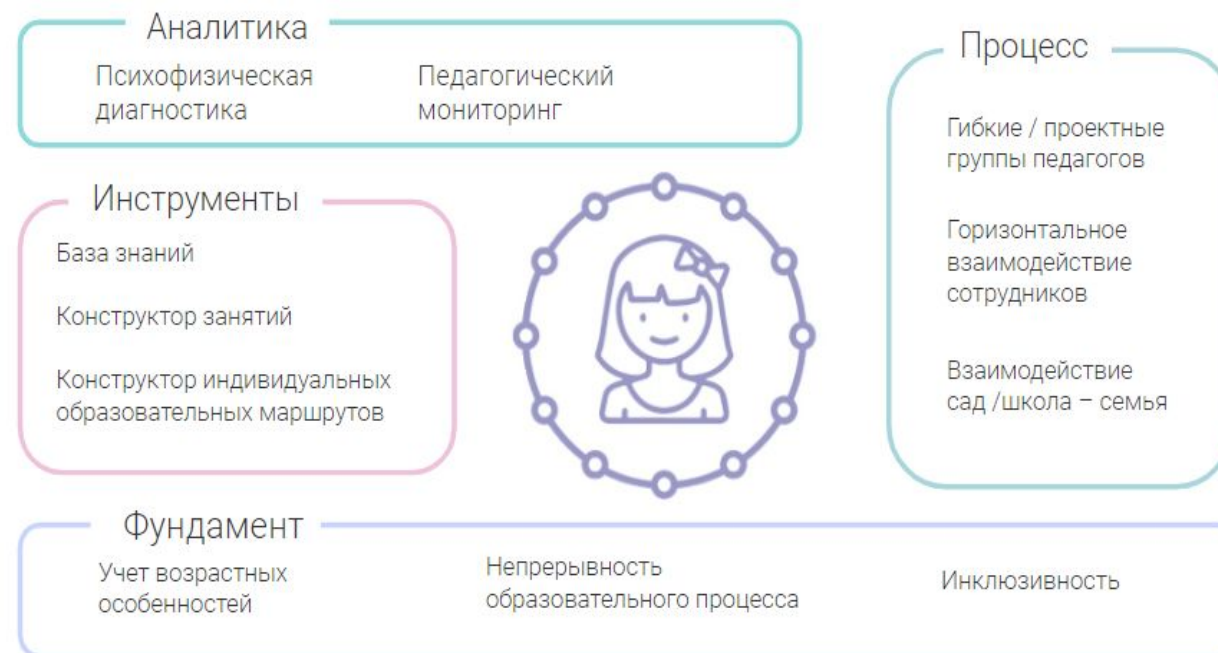 Аналитика
Психофизическая
диагностика
Педагогический
мониторинг
Процесс
Гибкие / проектные
группы педагогов
Горизонтальное
взаимодействие
сотрудников
Взаимодействие
сад /школа – семья
Инструменты
База знаний
Конструктор занятий
Конструктор индивидуальных
образовательных маршрутов
Фундамент
Учет возрастных
особенностей
Непрерывность
образовательного процесса
Инклюзивность